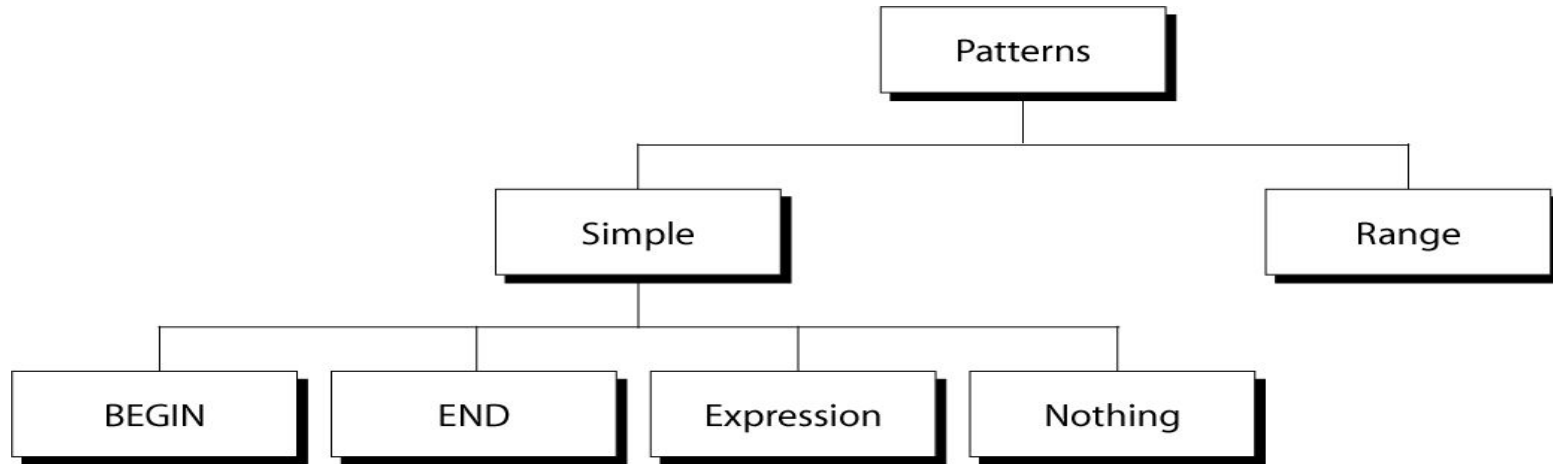 Patterns
Simple
Range
BEGIN
END
Expression
Nothing